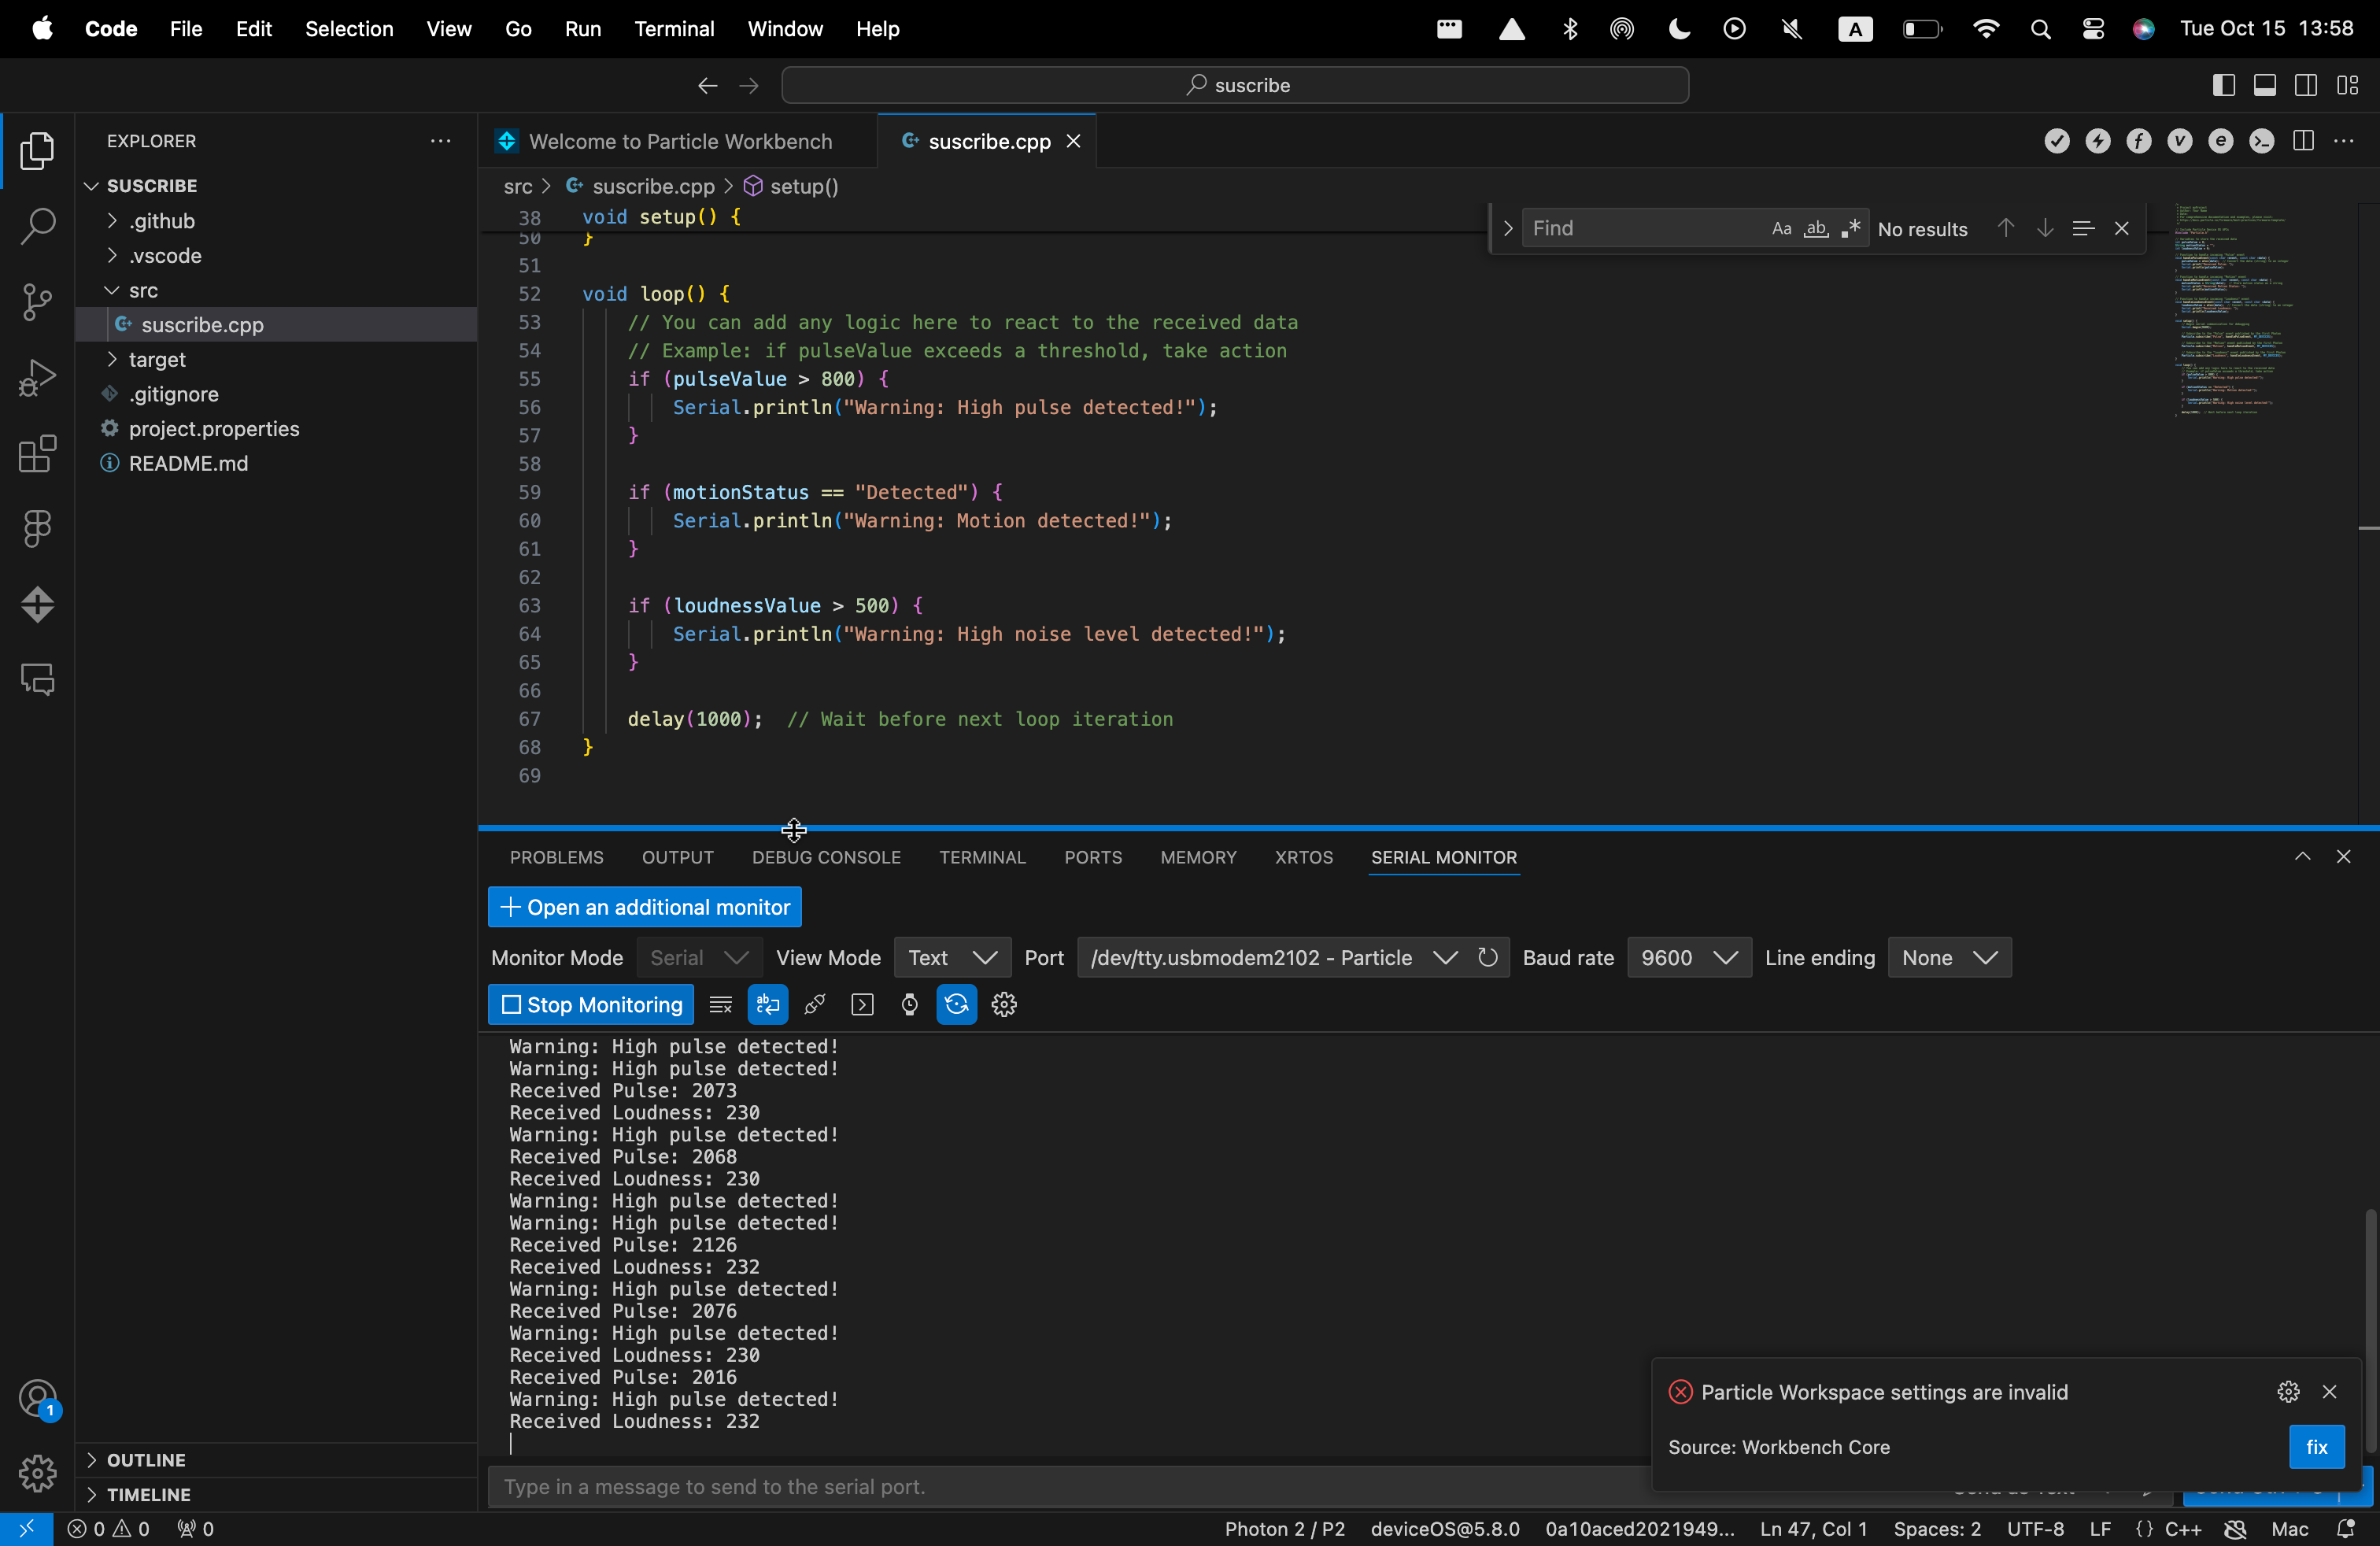 Code File Edit Selection View Go Run Terminal Window Help A Tue Oct 15 13:58
suscribe
EXPLORER
SUSCRIBE
.github
.vscode
src
suscribe.cpp
target
.gitignore
project.properties
README.md
OUTLINE
TIMELINE
1
Welcome to Particle Workbench suscribe.cpp
src > suscribe.cpp > setup()
Find Aa ab No results
38 void setup() {
50 }
51
52 void loop() {
53 // You can add any logic here to react to the received data
54 // Example: if pulseValue exceeds a threshold, take action
55 if (pulseValue > 800) {
56 Serial.println("Warning: High pulse detected!");
57 }
58
59 if (motionStatus == "Detected") {
60 Serial.println("Warning: Motion detected!");
61 }
62
63 if (loudnessValue > 500) {
64 Serial.println("Warning: High noise level detected!");
65 }
66
67 delay(1000); // Wait before next loop iteration
68 }
69
PROBLEMS OUTPUT DEBUG CONSOLE TERMINAL PORTS MEMORY XRTOS SERIAL MONITOR
+ Open an additional monitor
Monitor Mode Serial View Mode Text Port /dev/tty.usbmodem2102 - Particle Baud rate 9600 Line ending None
Stop Monitoring
Warning: High pulse detected!
Warning: High pulse detected!
Received Pulse: 2073
Received Loudness: 230
Warning: High pulse detected!
Received Pulse: 2068
Received Loudness: 230
Warning: High pulse detected!
Warning: High pulse detected!
Received Pulse: 2126
Received Loudness: 232
Warning: High pulse detected!
Received Pulse: 2076
Warning: High pulse detected!
Received Loudness: 230
Received Pulse: 2016
Warning: High pulse detected!
Received Loudness: 232
Type in a message to send to the serial port.
Particle Workspace settings are invalid
Source: Workbench Core fix
0 0 0 Photon 2 / P2 deviceOS@5.8.0 0a10aced2021949... Ln 47, Col 1 Spaces: 2 UTF-8 LF {} C++ Mac